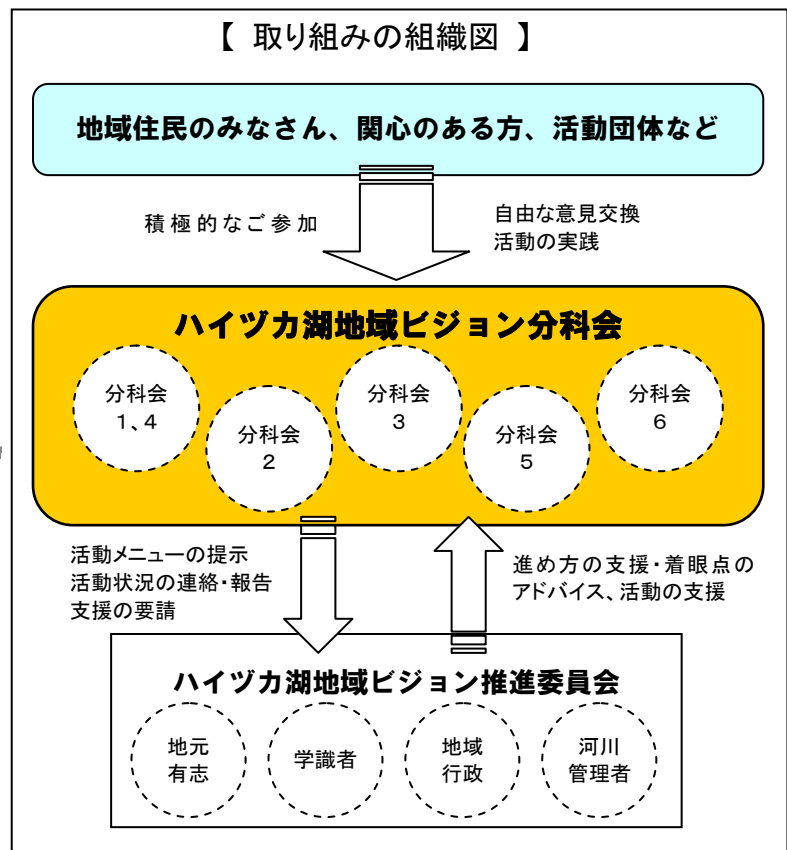 【 取り組みの組織図 】
地域住民のみなさん、関心のある方、活動団体など
積極的なご参加
自由な意見交換
活動の実践
ハイヅカ湖地域ビジョン分科会
分科会
1、4
分科会
2
分科会
3
分科会
5
分科会
6
活動メニューの提示
活動状況の連絡・報告
支援の要請
進め方の支援・着眼点の
アドバイス、活動の支援
ハイヅカ湖地域ビジョン推進委員会
地元
有志
学識者
地域
行政
河川
管理者